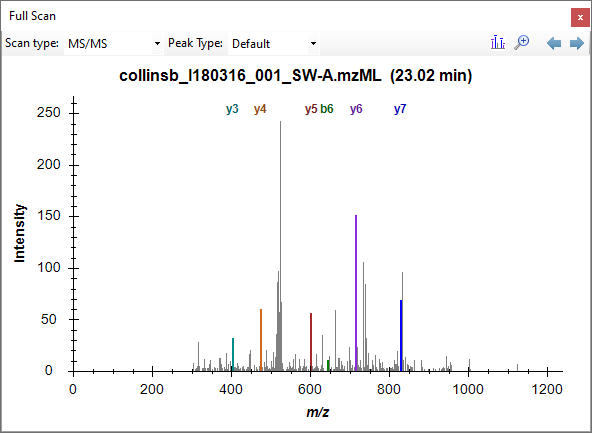 Full Scan x
Scan type: MS/MS Peak Type: Default
collinsb_I180316_001_SW-A.mzML (23.02 min)
y3 y4 y5 b6 y6 y7
Intensity
250
200
150
100
50
0
0 200 400 600 800 1000 1200
m/z